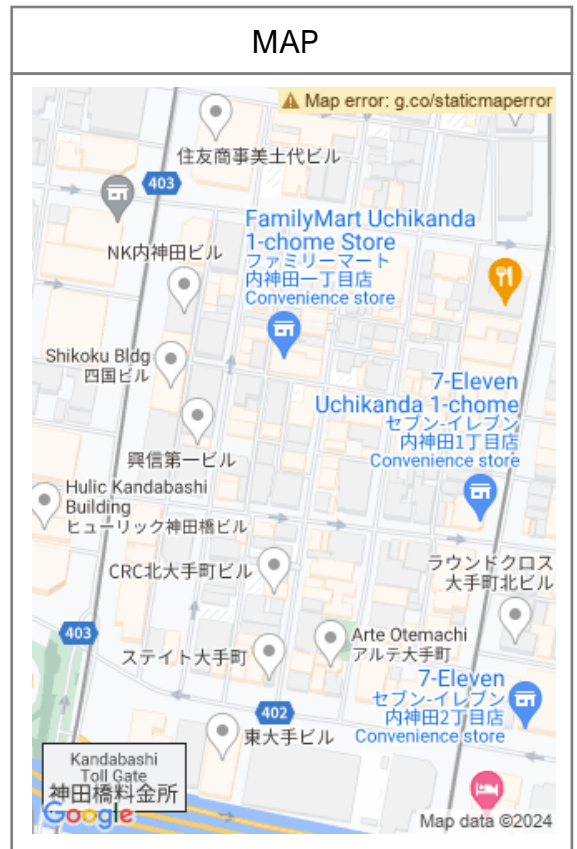 MAP
Map error: g.co/staticmaperror
住友商事美土代ビル
403
FamilyMart Uchikanda
1-chome Store
ファミリーマート
内神田一丁目店
Convenience store
NK内神田ビル
Shikoku Bldg
四国ビル
7-Eleven
Uchikanda 1-chome
セブン-イレブン
内神田1丁目店
Convenience store
興信第一ビル
Hulic Kandabashi
Building
ヒューリック神田橋ビル
CRC北大手町ビル
ラウンドクロス
大手町北ビル
403
ステイト大手町
Arte Otemachi
アルテ大手町
7-Eleven
セブン-イレブン
内神田2丁目店
Convenience store
402
東大手ビル
Kandabashi
Toll Gate
神田橋料金所
Google
Map data ©2024